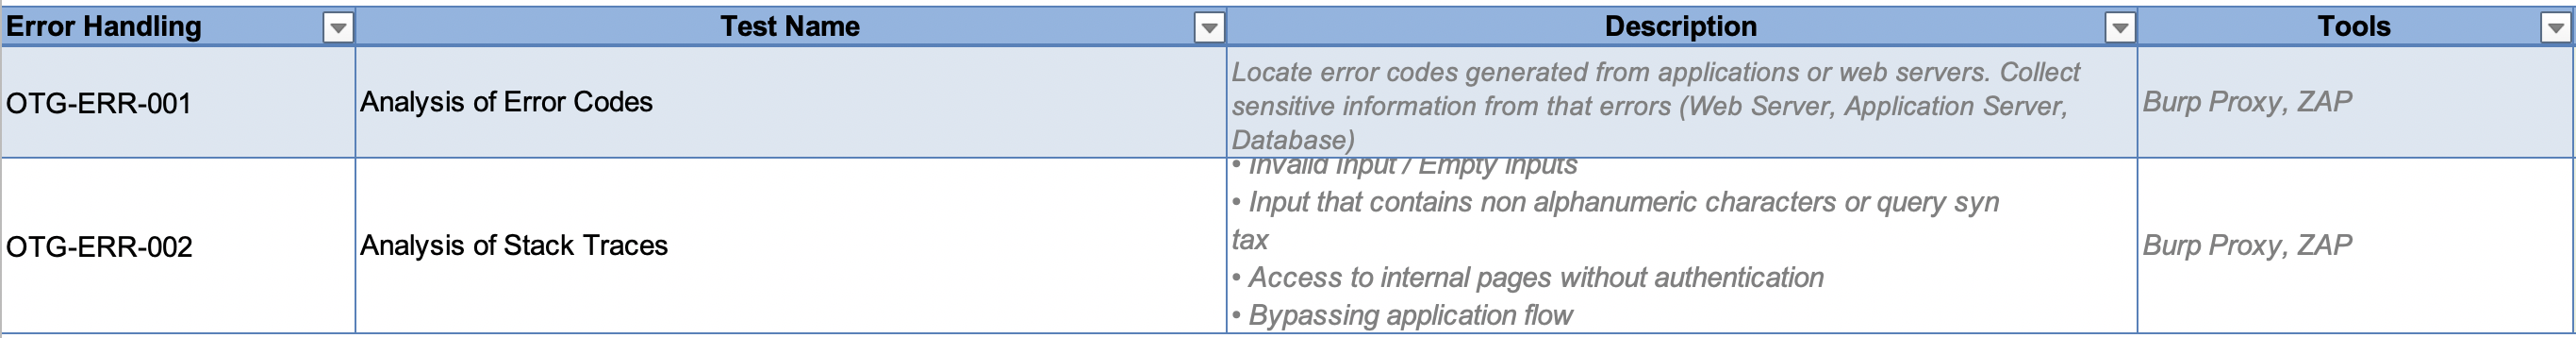 Error Handling
Test Name
Description
Tools
OTG-ERR-001
Analysis of Error Codes
Locate error codes generated from applications or web servers. Collect
sensitive information from that errors (Web Server, Application Server,
Database)
Burp Proxy, ZAP
OTG-ERR-002
Analysis of Stack Traces
• Invalid Input / Empty inputs
• Input that contains non alphanumeric characters or query syn
tax
• Access to internal pages without authentication
• Bypassing application flow
Burp Proxy, ZAP